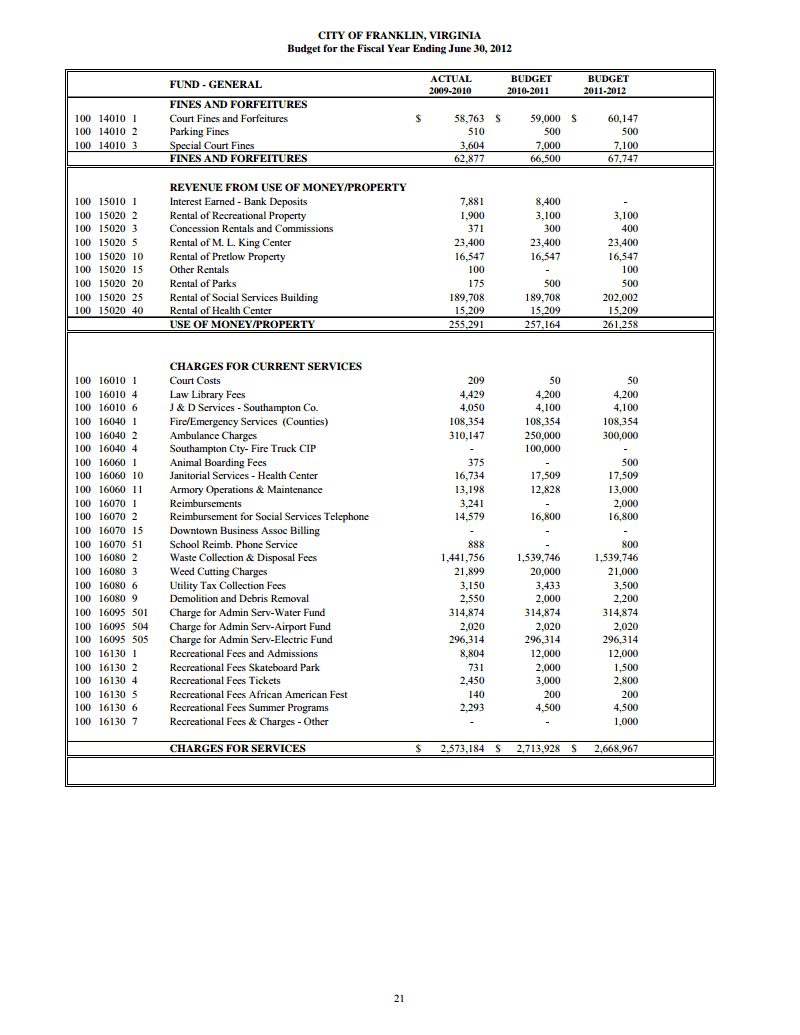 CITY OF FRANKLIN, VIRGINIA
Budget for the Fiscal Year Ending June 30, 2012
FUND - GENERAL ACTUAL 2009-2010 BUDGET 2010-2011 BUDGET 2011-2012
FINES AND FORFEITURES
100 14010 1 Court Fines and Forfeitures $ 58,763 $ 59,000 $ 60,147
100 14010 2 Parking Fines 510 500 500
100 14010 3 Special Court Fines 3,604 7,000 7,100
FINES AND FORFEITURES 62,877 66,500 67,747
REVENUE FROM USE OF MONEY/PROPERTY
100 15010 1 Interest Earned - Bank Deposits 7,881 8,400 -
100 15020 2 Rental of Recreational Property 1,900 3,100 3,100
100 15020 3 Concession Rentals and Commissions 371 300 400
100 15020 5 Rental of M. L. King Center 23,400 23,400 23,400
100 15020 10 Rental of Pretlow Property 16,547 16,547 16,547
100 15020 15 Other Rentals 100 - 100
100 15020 20 Rental of Parks 175 500 500
100 15020 25 Rental of Social Services Building 189,708 189,708 202,002
100 15020 40 Rental of Health Center 15,209 15,209 15,209
USE OF MONEY/PROPERTY 255,291 257,164 261,258
CHARGES FOR CURRENT SERVICES
100 16010 1 Court Costs 209 50 50
100 16010 4 Law Library Fees 4,429 4,200 4,200
100 16010 6 J & D Services - Southampton Co. 4,050 4,100 4,100
100 16040 1 Fire/Emergency Services (Counties) 108,354 108,354 108,354
100 16040 2 Ambulance Charges 310,147 250,000 300,000
100 16040 4 Southampton Cty- Fire Truck CIP - 100,000 -
100 16060 1 Animal Boarding Fees 375 - 500
100 16060 10 Janitorial Services - Health Center 16,734 17,509 17,509
100 16060 11 Armory Operations & Maintenance 13,198 12,828 13,000
100 16070 1 Reimbursements 3,241 - 2,000
100 16070 2 Reimbursement for Social Services Telephone 14,579 16,800 16,800
100 16070 15 Downtown Business Assoc Billing - - -
100 16070 51 School Reimb. Phone Service 888 - 800
100 16080 2 Waste Collection & Disposal Fees 1,441,756 1,539,746 1,539,746
100 16080 3 Weed Cutting Charges 21,899 20,000 21,000
100 16080 6 Utility Tax Collection Fees 3,150 3,433 3,500
100 16080 9 Demolition and Debris Removal 2,550 2,000 2,200
100 16095 501 Charge for Admin Serv-Water Fund 314,874 314,874 314,874
100 16095 504 Charge for Admin Serv-Airport Fund 2,020 2,020 2,020
100 16095 505 Charge for Admin Serv-Electric Fund 296,314 296,314 296,314
100 16130 1 Recreational Fees and Admissions 8,804 12,000 12,000
100 16130 2 Recreational Fees Skateboard Park 731 2,000 1,500
100 16130 4 Recreational Fees Tickets 2,450 3,000 2,800
100 16130 5 Recreational Fees African American Fest 140 200 200
100 16130 6 Recreational Fees Summer Programs 2,293 4,500 4,500
100 16130 7 Recreational Fees & Charges - Other - - 1,000
CHARGES FOR SERVICES $ 2,573,184 $ 2,713,928 $ 2,668,967
21